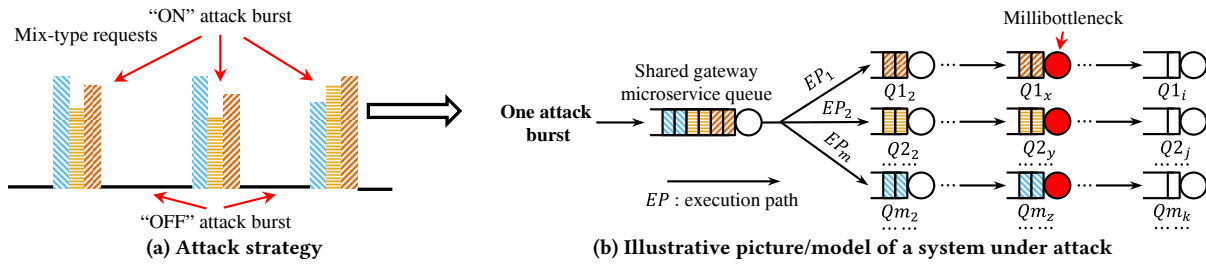 “ON” attack burst
Mix-type requests
“OFF” attack burst
(a) Attack strategy
Millibottleneck
Shared gateway
microservice queue
One attack
burst
EP₁
EP₂
EPₘ
Q1₂ ... Q1ₓ ... Q1ᵢ
Q2₂ ... Q2ᵧ ... Q2ⱼ
...... ...... ......
Qm₂ ... Qm_z ... Qmₖ
...... ...... ......
EP : execution path
(b) Illustrative picture/model of a system under attack